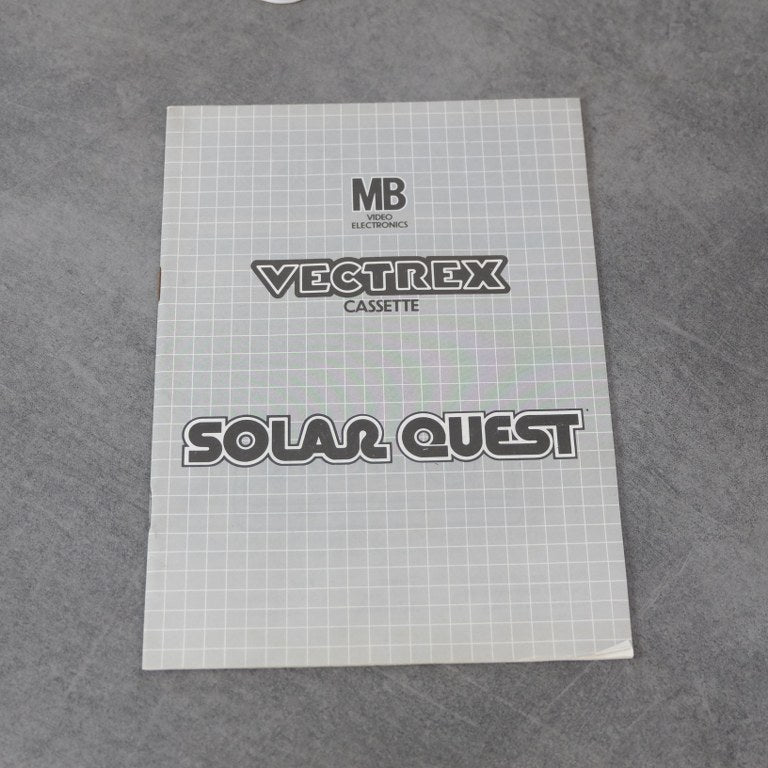 MB
VIDEO
ELECTRONICS
VECTREX
CASSETTE
SOLAR QUEST